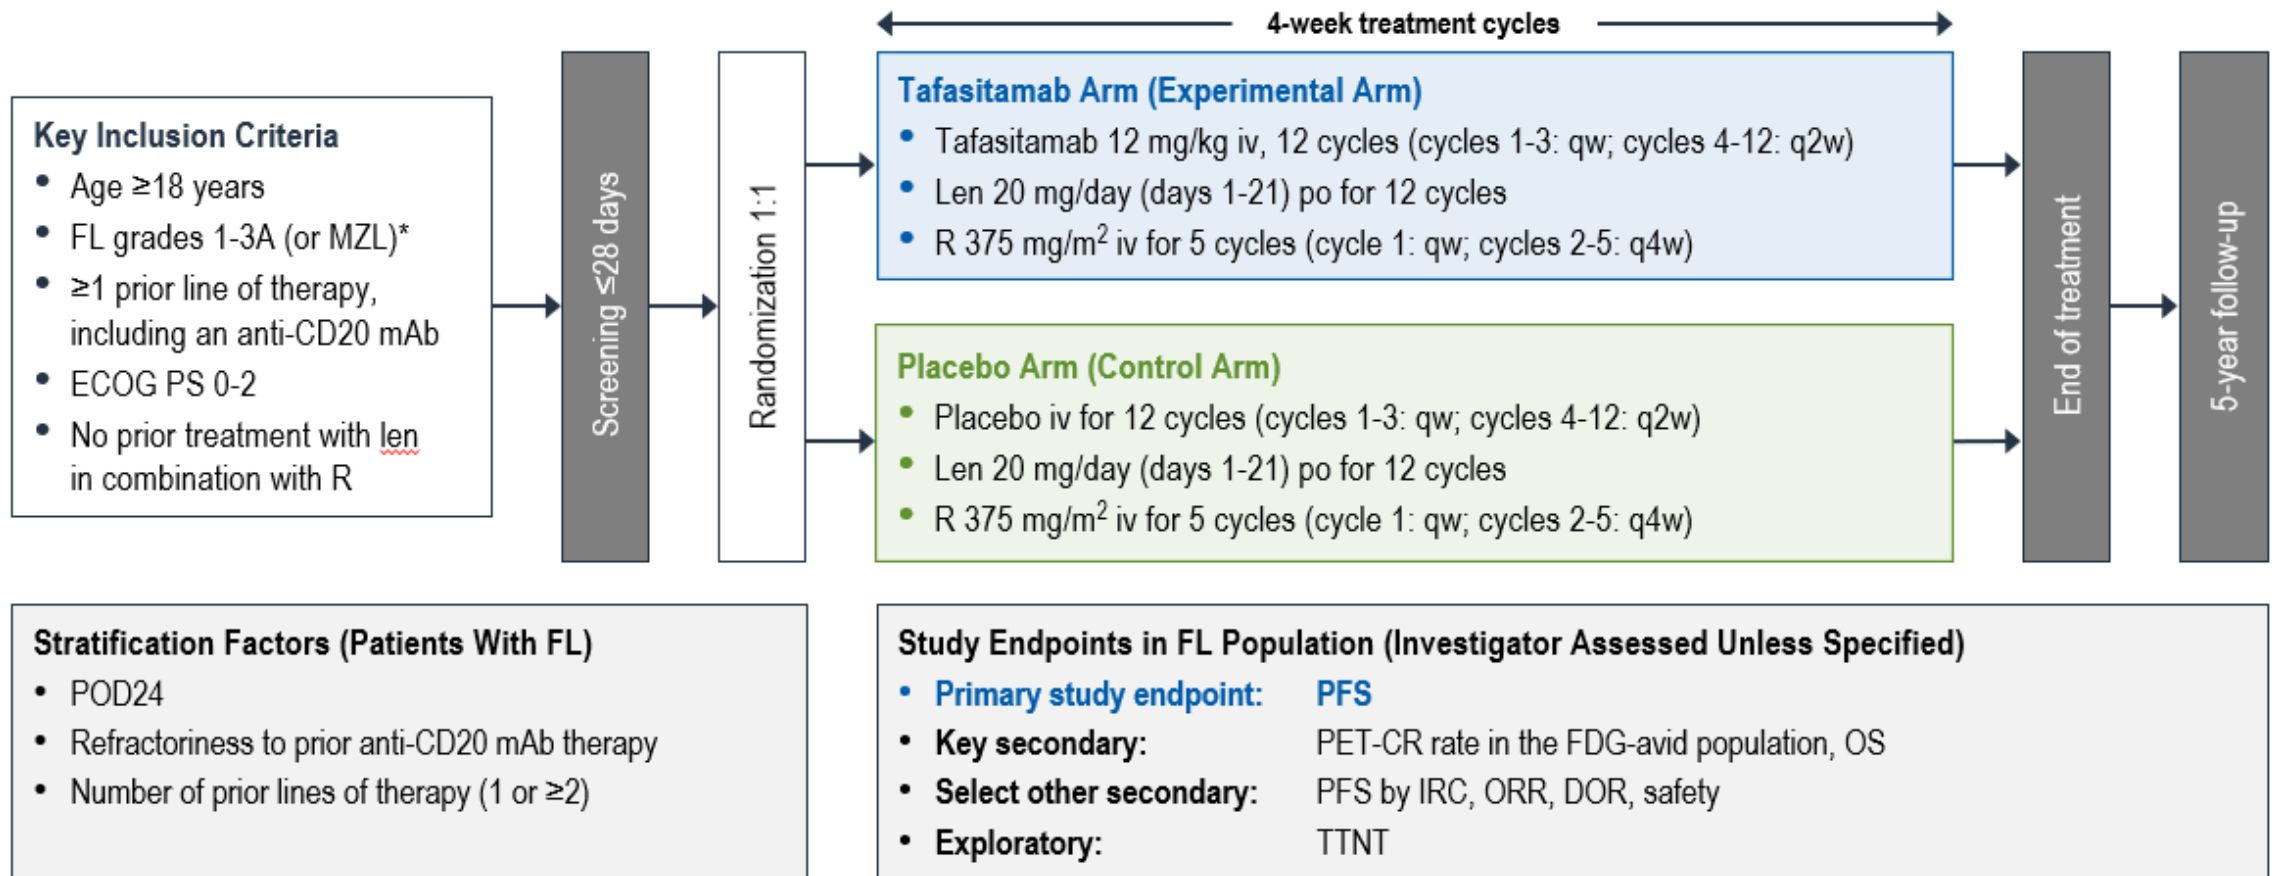 4-week treatment cycles
Key Inclusion Criteria
• Age ≥18 years
• FL grades 1-3A (or MZL)*
• ≥1 prior line of therapy,
including an anti-CD20 mAb
• ECOG PS 0-2
• No prior treatment with len
in combination with R
Screening ≤28 days
Randomization 1:1
Tafasitamab Arm (Experimental Arm)
• Tafasitamab 12 mg/kg iv, 12 cycles (cycles 1-3: qw; cycles 4-12: q2w)
• Len 20 mg/day (days 1-21) po for 12 cycles
• R 375 mg/m² iv for 5 cycles (cycle 1: qw; cycles 2-5: q4w)
Placebo Arm (Control Arm)
• Placebo iv for 12 cycles (cycles 1-3: qw; cycles 4-12: q2w)
• Len 20 mg/day (days 1-21) po for 12 cycles
• R 375 mg/m² iv for 5 cycles (cycle 1: qw; cycles 2-5: q4w)
End of treatment
5-year follow-up
Stratification Factors (Patients With FL)
• POD24
• Refractoriness to prior anti-CD20 mAb therapy
• Number of prior lines of therapy (1 or ≥2)
Study Endpoints in FL Population (Investigator Assessed Unless Specified)
• Primary study endpoint: PFS
• Key secondary: PET-CR rate in the FDG-avid population, OS
• Select other secondary: PFS by IRC, ORR, DOR, safety
• Exploratory: TTNT